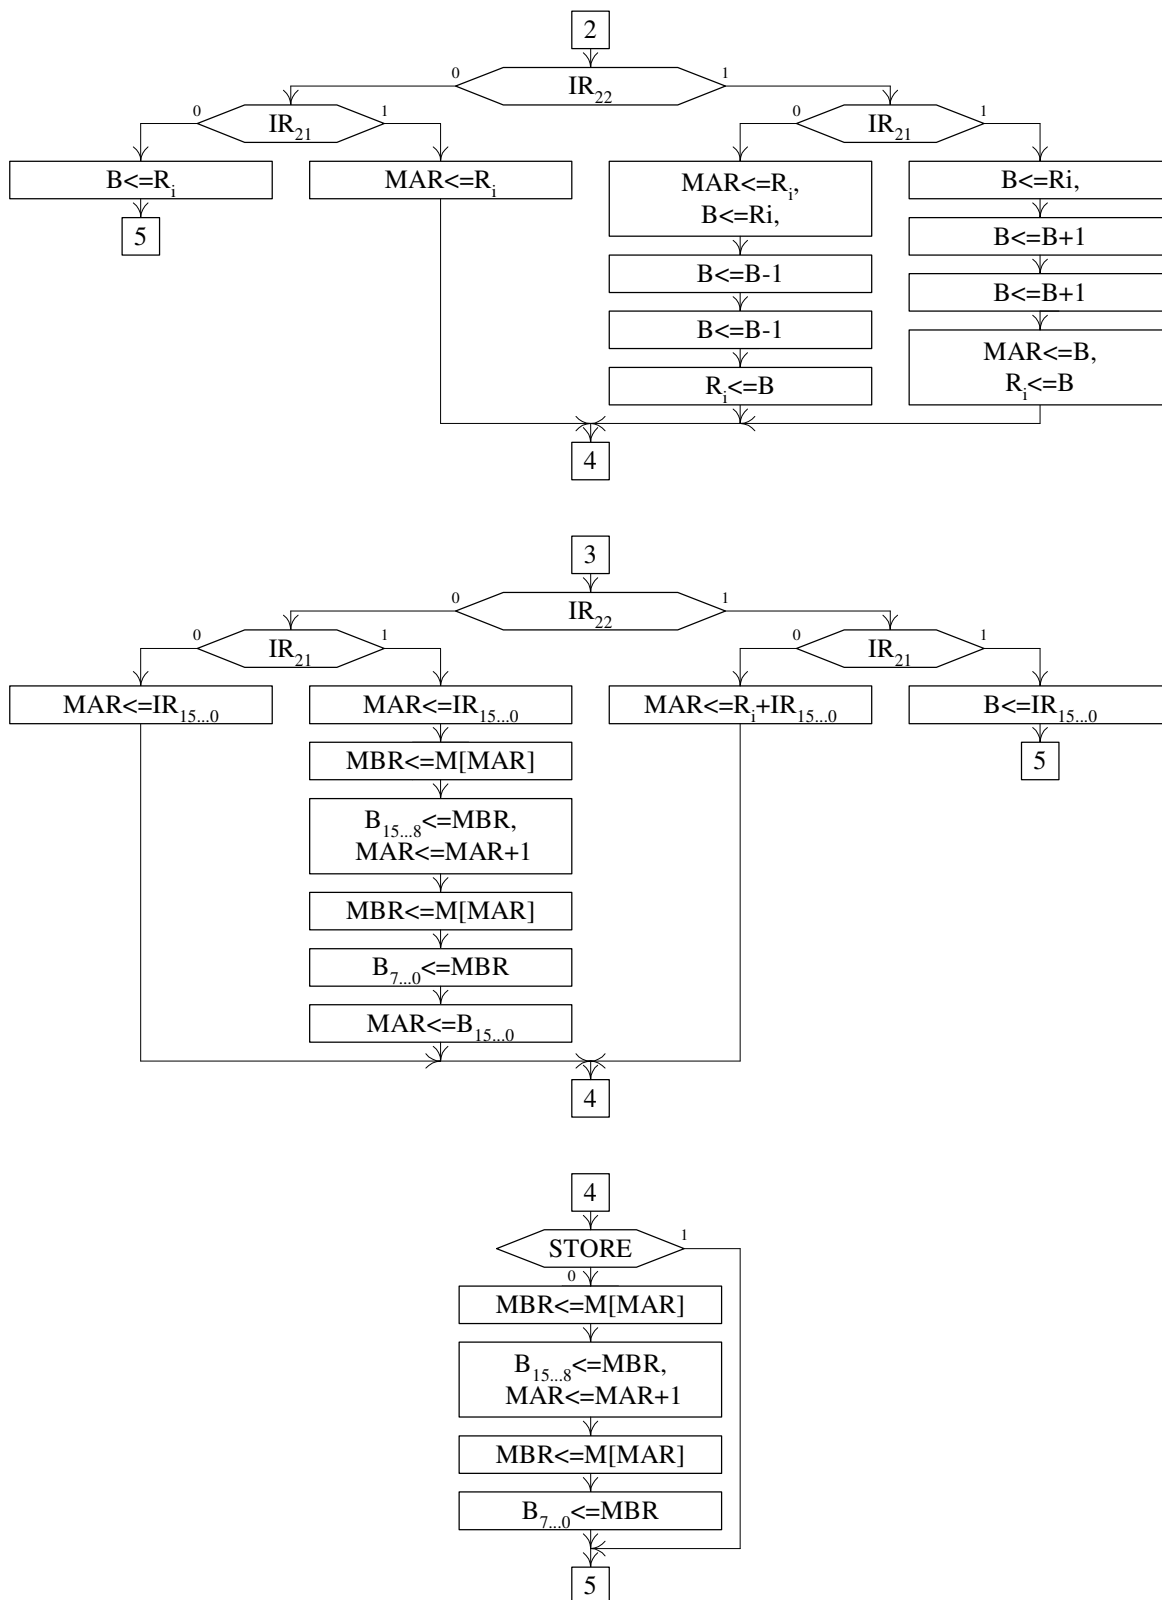 2
0 IR₂₂ 1
0 IR₂₁ 1
0 IR₂₁ 1
B<=Rᵢ
5
MAR<=Rᵢ
MAR<=Rᵢ,
B<=Ri,
B<=B-1
B<=B-1
Rᵢ<=B
B<=Ri,
B<=B+1
B<=B+1
MAR<=B,
Rᵢ<=B
4
3
0 IR₂₂ 1
0 IR₂₁ 1
0 IR₂₁ 1
MAR<=IR₁₅...₀
MAR<=IR₁₅...₀
MBR<=M[MAR]
B₁₅...₈<=MBR,
MAR<=MAR+1
MBR<=M[MAR]
B₇...₀<=MBR
MAR<=B₁₅...₀
MAR<=Rᵢ+IR₁₅...₀
B<=IR₁₅...₀
5
4
4
STORE 1
0
MBR<=M[MAR]
B₁₅...₈<=MBR,
MAR<=MAR+1
MBR<=M[MAR]
B₇...₀<=MBR
5